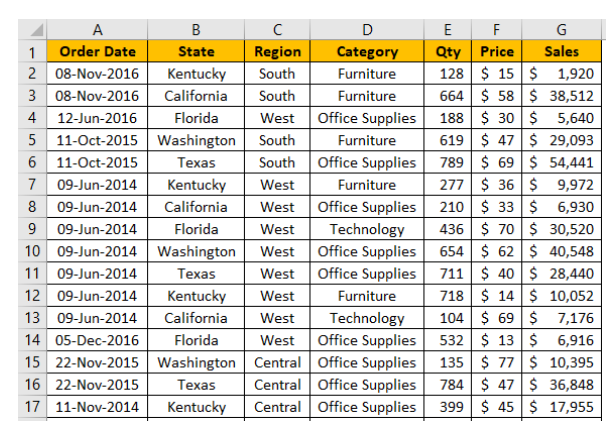 A B C D E F G
1 Order Date State Region Category Qty Price Sales
2 08-Nov-2016 Kentucky South Furniture 128 $ 15 $ 1,920
3 08-Nov-2016 California South Furniture 664 $ 58 $ 38,512
4 12-Jun-2016 Florida West Office Supplies 188 $ 30 $ 5,640
5 11-Oct-2015 Washington South Furniture 619 $ 47 $ 29,093
6 11-Oct-2015 Texas South Office Supplies 789 $ 69 $ 54,441
7 09-Jun-2014 Kentucky West Furniture 277 $ 36 $ 9,972
8 09-Jun-2014 California West Office Supplies 210 $ 33 $ 6,930
9 09-Jun-2014 Florida West Technology 436 $ 70 $ 30,520
10 09-Jun-2014 Washington West Office Supplies 654 $ 62 $ 40,548
11 09-Jun-2014 Texas West Office Supplies 711 $ 40 $ 28,440
12 09-Jun-2014 Kentucky West Furniture 718 $ 14 $ 10,052
13 09-Jun-2014 California West Technology 104 $ 69 $ 7,176
14 05-Dec-2016 Florida West Office Supplies 532 $ 13 $ 6,916
15 22-Nov-2015 Washington Central Office Supplies 135 $ 77 $ 10,395
16 22-Nov-2015 Texas Central Office Supplies 784 $ 47 $ 36,848
17 11-Nov-2014 Kentucky Central Office Supplies 399 $ 45 $ 17,955